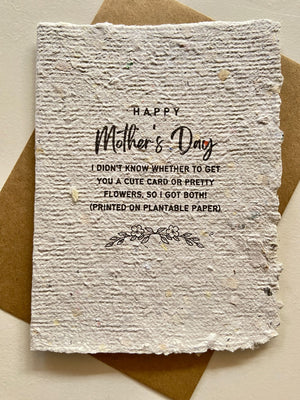 HAPPY
Mother's Day
I DIDN'T KNOW WHETHER TO GET
YOU A CUTE CARD OR PRETTY
FLOWERS, SO I GOT BOTH!
(PRINTED ON PLANTABLE PAPER)